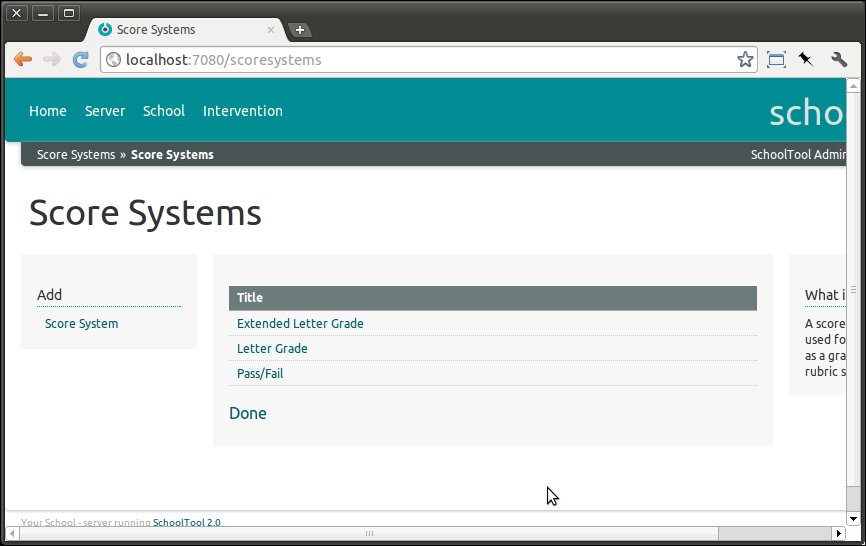 Score Systems
localhost:7080/scoresystems
Home Server School Intervention
scho
Score Systems » Score Systems
SchoolTool Admin
Score Systems
Add
Score System
Title
Extended Letter Grade
Letter Grade
Pass/Fail
Done
What i
A score
used fo
as a gra
rubric s
Your School - server running SchoolTool 2.0